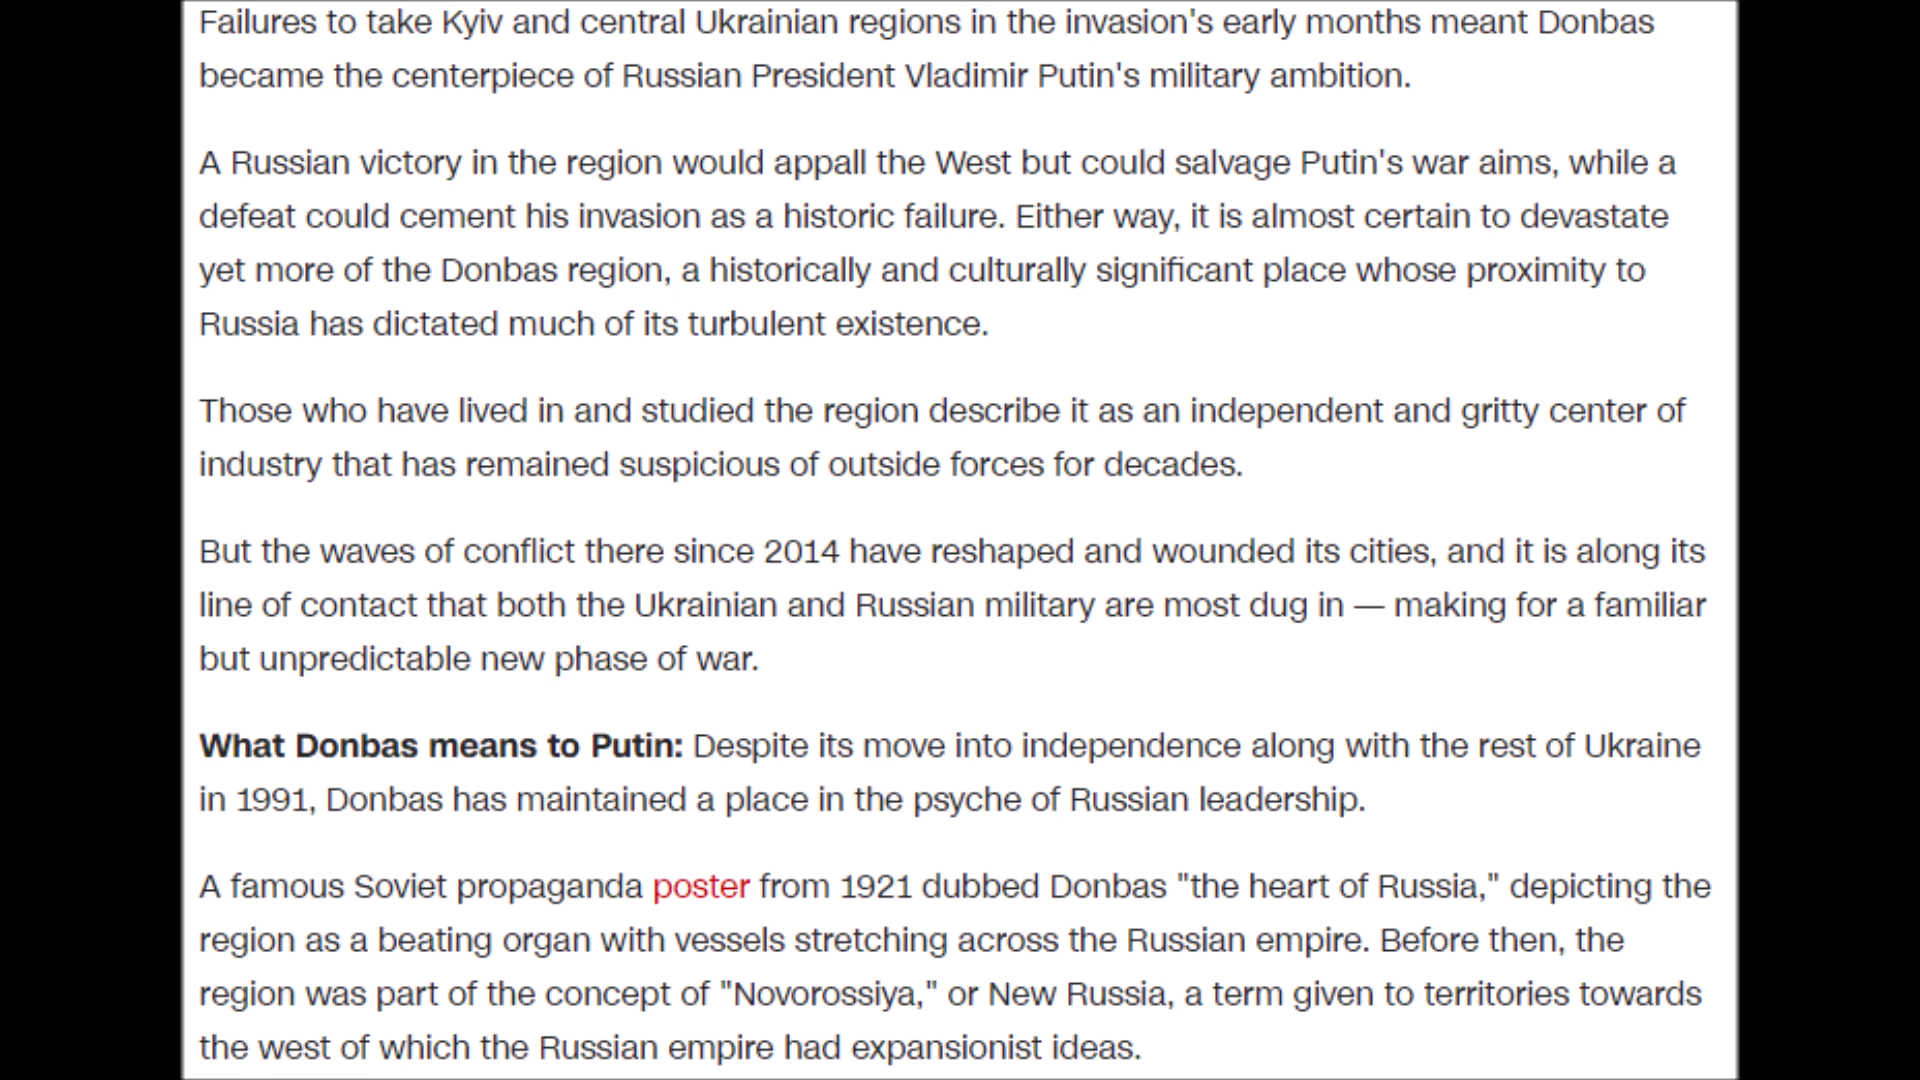 Failures to take Kyiv and central Ukrainian regions in the invasion's early months meant Donbas
became the centerpiece of Russian President Vladimir Putin's military ambition.
A Russian victory in the region would appall the West but could salvage Putin's war aims, while a
defeat could cement his invasion as a historic failure. Either way, it is almost certain to devastate
yet more of the Donbas region, a historically and culturally significant place whose proximity to
Russia has dictated much of its turbulent existence.
Those who have lived in and studied the region describe it as an independent and gritty center of
industry that has remained suspicious of outside forces for decades.
But the waves of conflict there since 2014 have reshaped and wounded its cities, and it is along its
line of contact that both the Ukrainian and Russian military are most dug in — making for a familiar
but unpredictable new phase of war.
What Donbas means to Putin: Despite its move into independence along with the rest of Ukraine
in 1991, Donbas has maintained a place in the psyche of Russian leadership.
A famous Soviet propaganda poster from 1921 dubbed Donbas "the heart of Russia," depicting the
region as a beating organ with vessels stretching across the Russian empire. Before then, the
region was part of the concept of "Novorossiya," or New Russia, a term given to territories towards
the west of which the Russian empire had expansionist ideas.